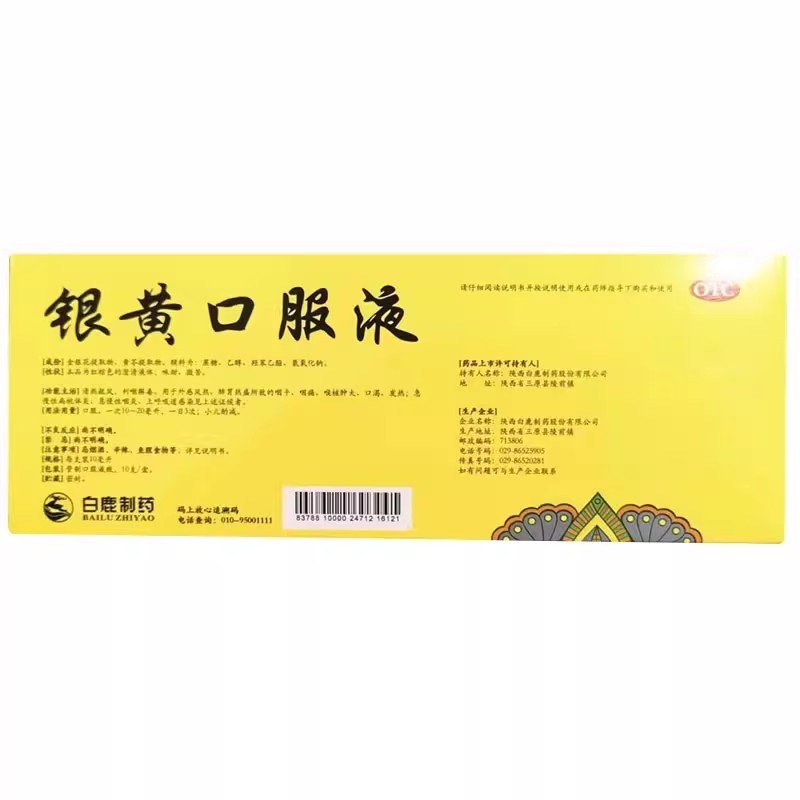 银黄口服液
请仔细阅读说明书并按说明使用或在药师指导下购买和使用
OTC
[成份] 金银花提取物、黄芩提取物。辅料为：蔗糖、乙醇、羟苯乙酯、氢氧化钠。
[性状] 本品为红棕色的澄清液体；味甜、微苦。
[功能主治] 清热疏风，利咽解毒。用于外感风热、肺胃热盛所致的咽干、咽痛、喉核肿大、口渴、发热；急
慢性扁桃体炎、急慢性咽炎、上呼吸道感染见上述证候者。
[用法用量] 口服。一次10—20毫升，一日3次；小儿酌减。
[不良反应] 尚不明确。
[禁 忌] 尚不明确。
[注意事项] 忌烟酒、辛辣、鱼腥食物等；详见说明书。
[规格] 每支装10毫升
[包装] 管制口服液瓶，10支/盒。
[贮藏] 密封。
[药品上市许可持有人]
持有人名称：陕西白鹿制药股份有限公司
地 址：陕西省三原县陵前镇
[生产企业]
企业名称：陕西白鹿制药股份有限公司
生产地址：陕西省三原县陵前镇
邮政编码：713806
电话号码：029-86525905
传真号码：029-86520281
如有问题可与生产企业联系
白鹿制药
BAILU ZHIYAO
码上放心追溯码
电话查询：010-95001111
83788 10000 24712 16121